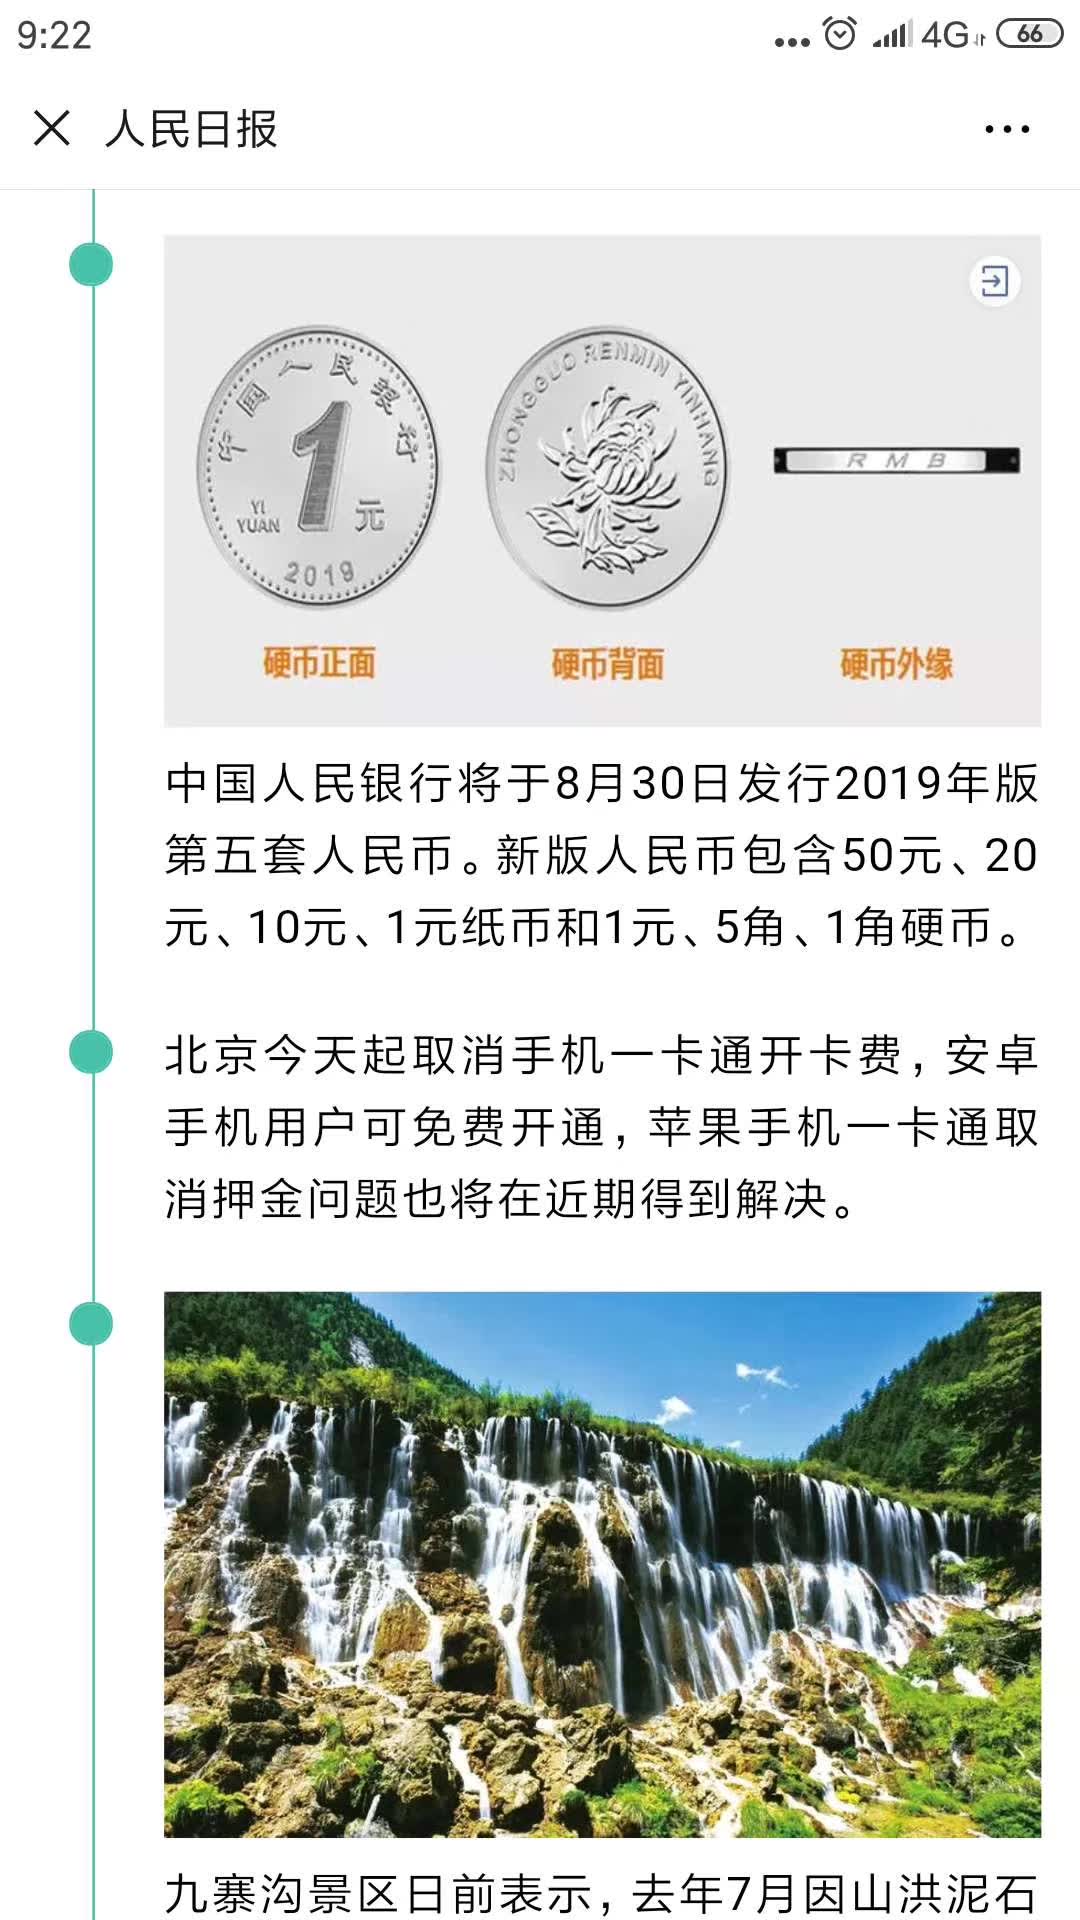 9:22
4G
66
人民日报
中国人民银行
1
YI
YUAN
元
2019
ZHONGGUO RENMIN YINHANG
R M B
硬币正面
硬币背面
硬币外缘
中国人民银行将于8月30日发行2019年版
第五套人民币。新版人民币包含50元、20
元、10元、1元纸币和1元、5角、1角硬币。
北京今天起取消手机一卡通开卡费，安卓
手机用户可免费开通，苹果手机一卡通取
消押金问题也将在近期得到解决。
九寨沟景区日前表示，去年7月因山洪泥石